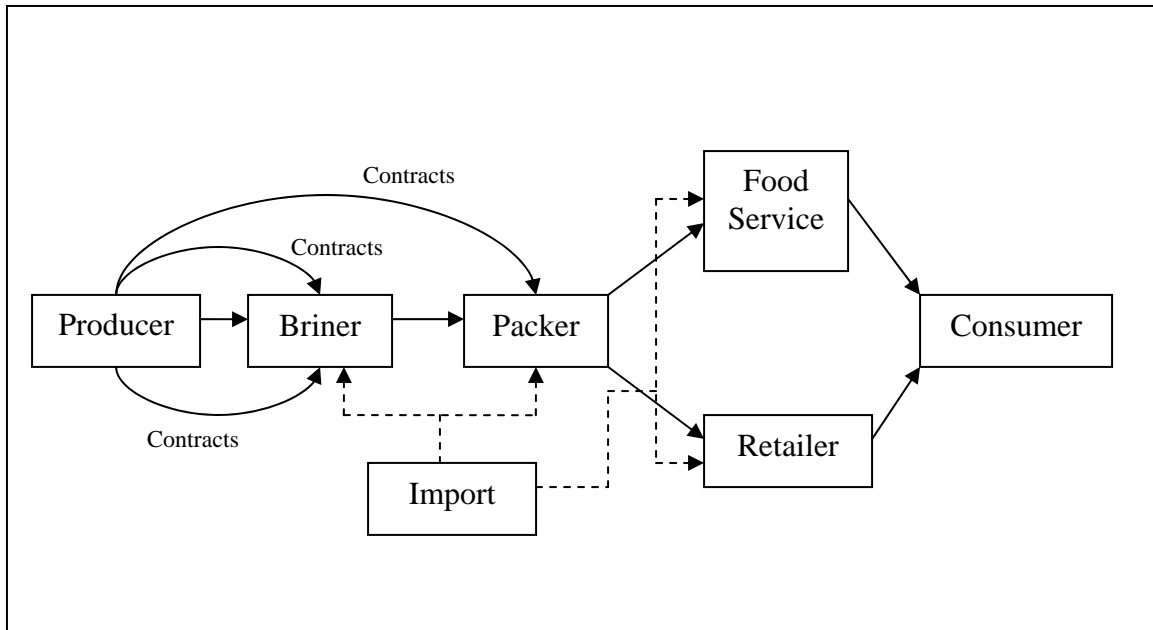 Contracts
Contracts
Food
Service
Producer
Briner
Packer
Consumer
Contracts
Retailer
Import